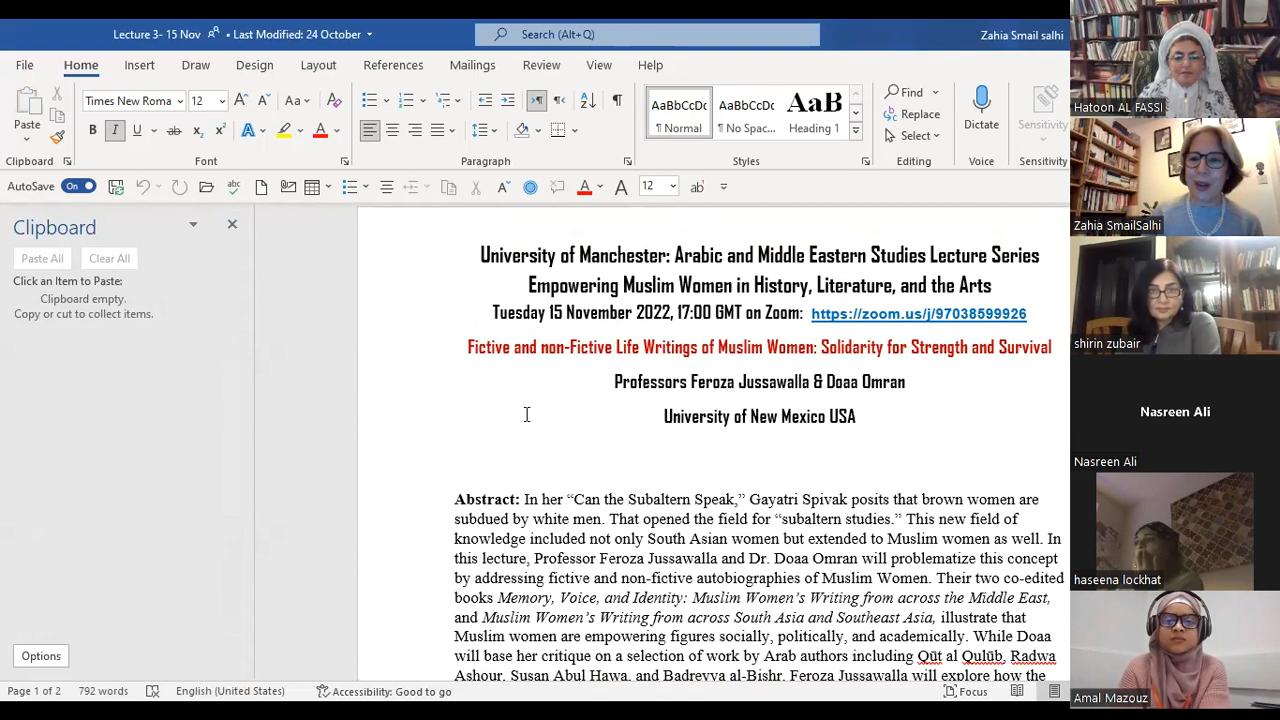 Lecture 3- 15 Nov • Last Modified: 24 October
Search (Alt+Q)
Zahia Smail salhi
File Home Insert Draw Design Layout References Mailings Review View Help
Paste
Times New Roma 12
Aa
AaBbCcDc AaBbCcDc AaB
¶ Normal ¶ No Spac... Heading 1
Find
Replace
Select
Dictate
Sensitivity
Clipboard Font Paragraph Styles Editing Voice Sensitivity
AutoSave On
12
Clipboard
Paste All Clear All
Click an Item to Paste:
Clipboard empty.
Copy or cut to collect items.
Options
University of Manchester: Arabic and Middle Eastern Studies Lecture Series
Empowering Muslim Women in History, Literature, and the Arts
Tuesday 15 November 2022, 17:00 GMT on Zoom: https://zoom.us/j/97038599926
Fictive and non-Fictive Life Writings of Muslim Women: Solidarity for Strength and Survival
Professors Feroza Jussawalla & Doaa Omran
University of New Mexico USA
Abstract: In her “Can the Subaltern Speak,” Gayatri Spivak posits that brown women are
subdued by white men. That opened the field for “subaltern studies.” This new field of
knowledge included not only South Asian women but extended to Muslim women as well. In
this lecture, Professor Feroza Jussawalla and Dr. Doaa Omran will problematize this concept
by addressing fictive and non-fictive autobiographies of Muslim Women. Their two co-edited
books Memory, Voice, and Identity: Muslim Women’s Writing from across the Middle East,
and Muslim Women’s Writing from across South Asia and Southeast Asia, illustrate that
Muslim women are empowering figures socially, politically, and academically. While Doaa
will base her critique on a selection of work by Arab authors including Qūt al Qulūb, Radwa
Ashour, Susan Abul Hawa, and Badreyya al-Bishr, Feroza Jussawalla will explore how the
Page 1 of 2 792 words English (United States) Accessibility: Good to go Focus
Hatoon AL FASSI
Zahia SmailSalhi
shirin zubair
Nasreen Ali
Nasreen Ali
haseena lockhat
Amal Mazouz